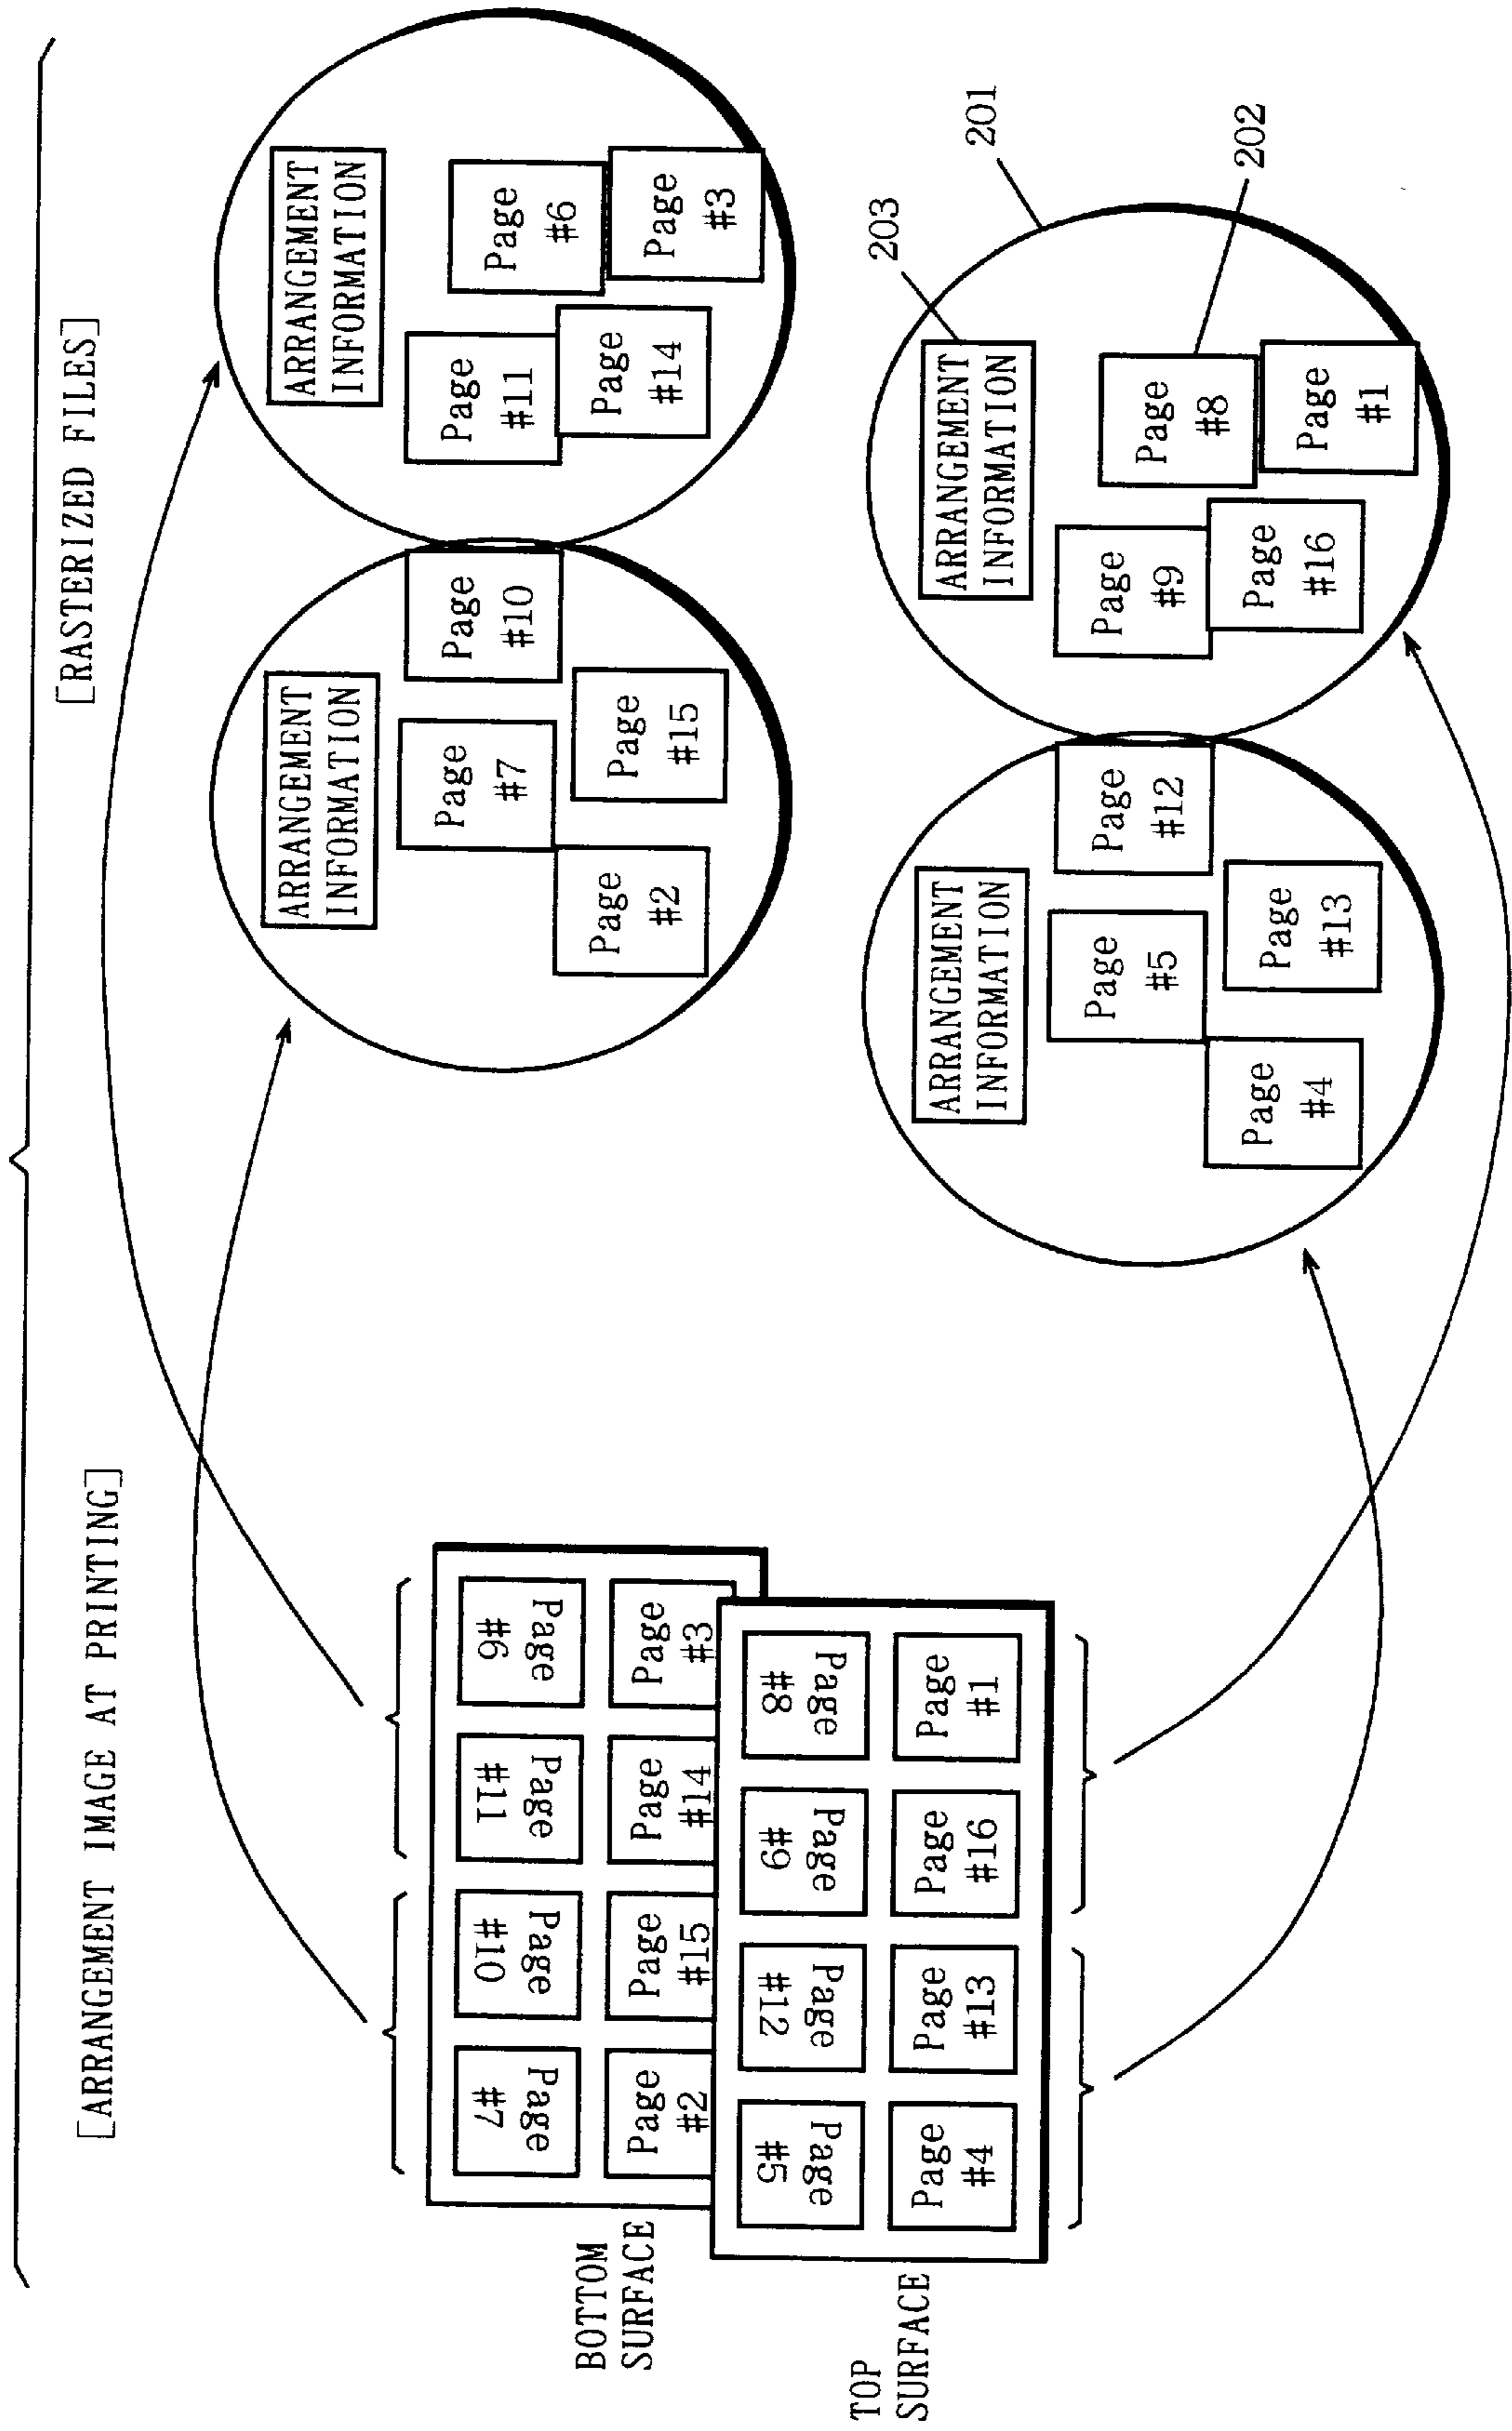 [ARRANGEMENT IMAGE AT PRINTING]
[RASTERIZED FILES]
BOTTOM
SURFACE
Page
#7
Page
#10
Page
#11
Page
#6
Page
#2
Page
#15
Page
#14
Page
#3
TOP
SURFACE
Page
#5
Page
#12
Page
#9
Page
#8
Page
#4
Page
#13
Page
#16
Page
#1
ARRANGEMENT
INFORMATION
Page
#7
Page
#10
Page
#2
Page
#15
ARRANGEMENT
INFORMATION
Page
#11
Page
#6
Page
#14
Page
#3
ARRANGEMENT
INFORMATION
Page
#5
Page
#12
Page
#4
Page
#13
203
201
202
ARRANGEMENT
INFORMATION
Page
#9
Page
#8
Page
#16
Page
#1